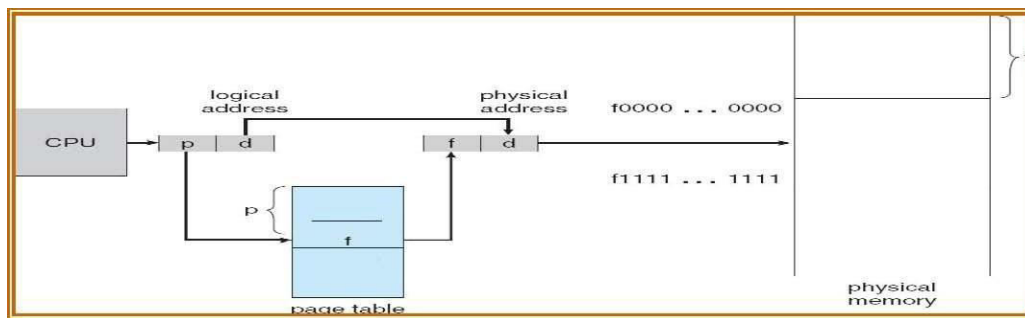 logical
address
physical
address
f0000 ... 0000
CPU
p
d
f
d
f1111 ... 1111
p
f
page table
physical
memory